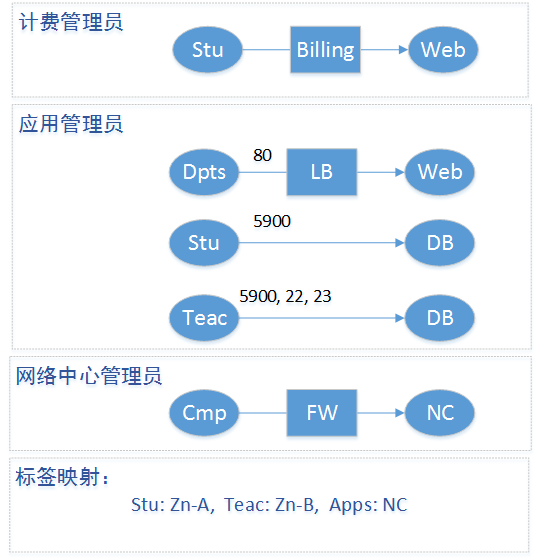 计费管理员
Stu Billing Web
应用管理员
80
Dpts LB Web
5900
Stu DB
5900, 22, 23
Teac DB
网络中心管理员
Cmp FW NC
标签映射：
Stu: Zn-A, Teac: Zn-B, Apps: NC